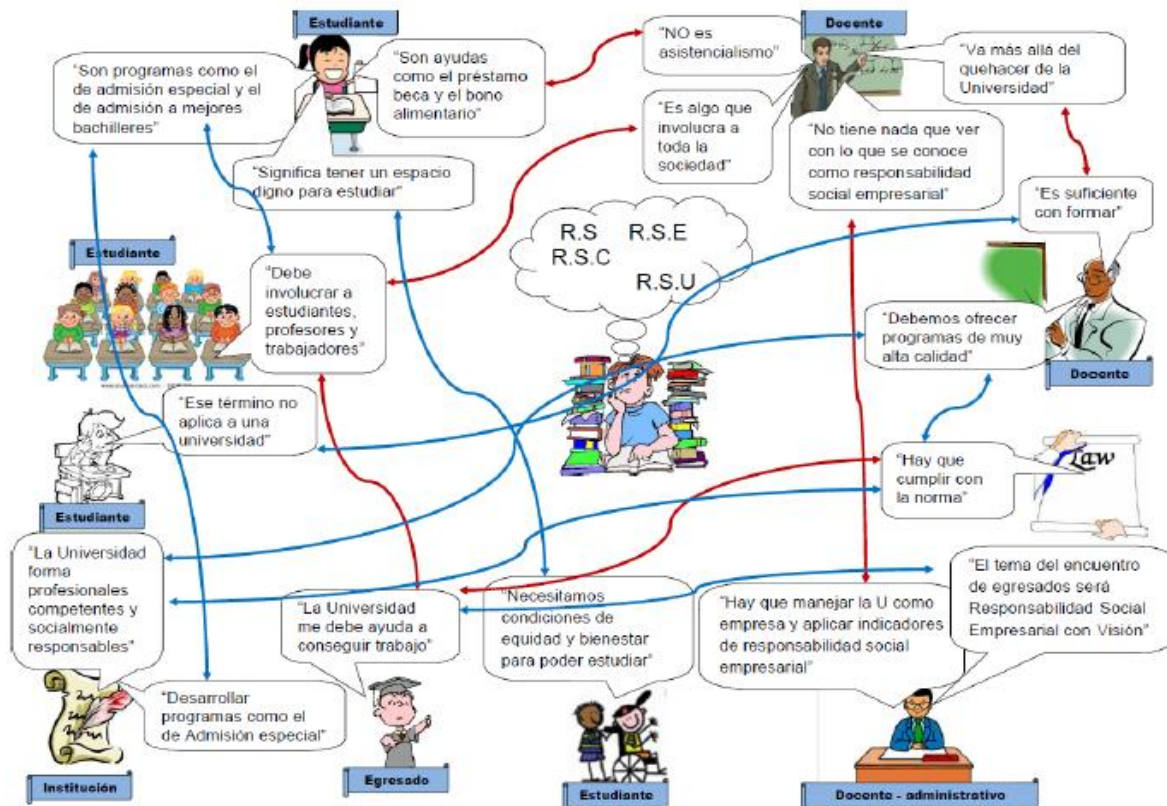 Estudiante
Docente
"Son programas como el
de admisión especial y el
de admisión a mejores
bachilleres"
"Son ayudas
como el préstamo
beca y el bono
alimentario"
"NO es
asistencialismo"
"Va más allá del
quehacer de la
Universidad"
"Es algo que
involucra a
toda la
sociedad"
"No tiene nada que ver
con lo que se conoce
como responsabilidad
social empresarial"
"Significa tener un espacio
digno para estudiar"
"Es suficiente
con formar"
R.S R.S.E
R.S.C
R.S.U
Estudiante
"Debe
involucrar a
estudiantes,
profesores y
trabajadores"
"Debemos ofrecer
programas de muy
alta calidad"
Docente
"Ese término no
aplica a una
universidad"
Estudiante
"Hay que
cumplir con
la norma"
Law
"La Universidad
forma
profesionales
competentes y
socialmente
responsables"
"La Universidad
me debe ayuda a
conseguir trabajo"
"Necesitamos
condiciones de
equidad y bienestar
para poder estudiar"
"Hay que manejar la U como
empresa y aplicar indicadores
de responsabilidad social
empresarial"
"El tema del encuentro
de egresados será
Responsabilidad Social
Empresarial con Visión"
"Desarrollar
programas como el
de Admisión especial"
Institución
Egresado
Estudiante
Docente - administrativo